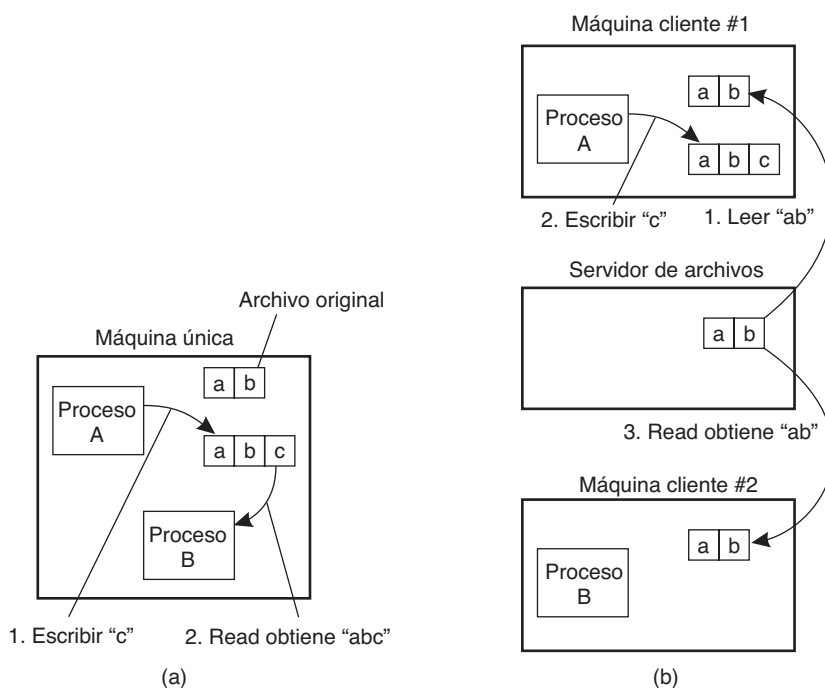 Archivo original
Máquina única
a b
Proceso
A
a b c
Proceso
B
1. Escribir “c”
2. Read obtiene “abc”
(a)
Máquina cliente #1
a b
Proceso
A
a b c
2. Escribir “c”
1. Leer “ab”
Servidor de archivos
a b
3. Read obtiene “ab”
Máquina cliente #2
a b
Proceso
B
(b)